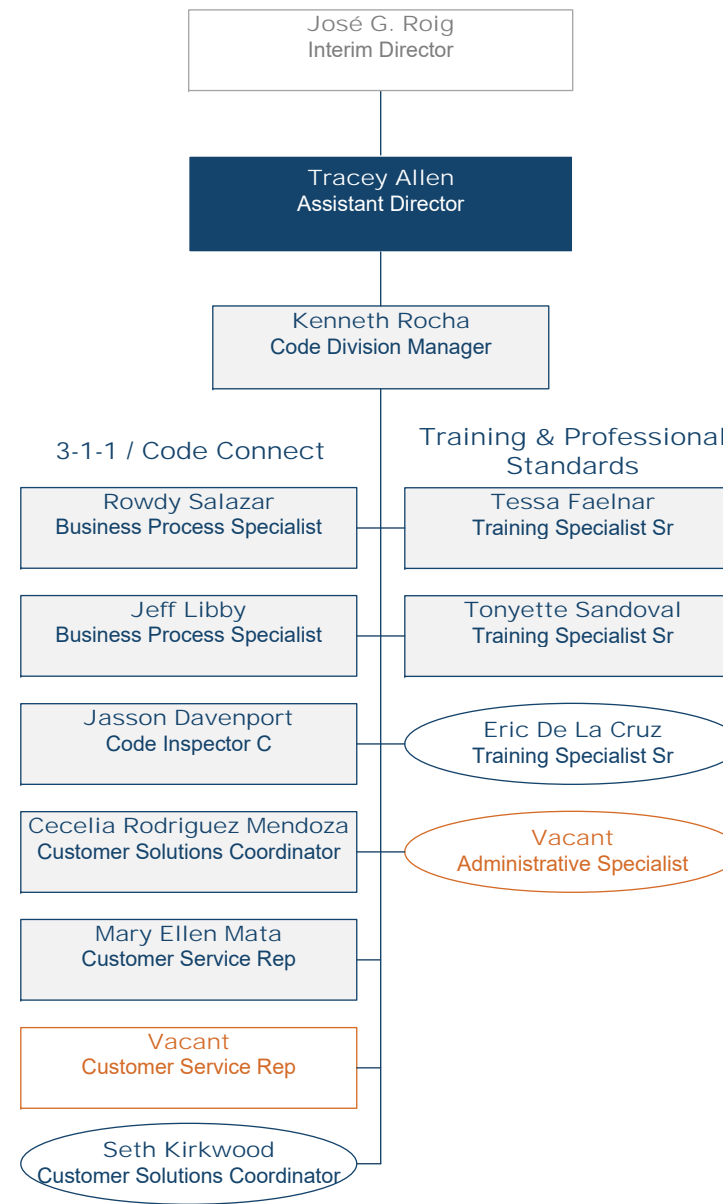 José G. Roig
Interim Director
Tracey Allen
Assistant Director
Kenneth Rocha
Code Division Manager
3-1-1 / Code Connect
Rowdy Salazar
Business Process Specialist
Jeff Libby
Business Process Specialist
Jasson Davenport
Code Inspector C
Cecelia Rodriguez Mendoza
Customer Solutions Coordinator
Mary Ellen Mata
Customer Service Rep
Vacant
Customer Service Rep
Seth Kirkwood
Customer Solutions Coordinator
Training & Professional
Standards
Tessa Faelnar
Training Specialist Sr
Tonyette Sandoval
Training Specialist Sr
Eric De La Cruz
Training Specialist Sr
Vacant
Administrative Specialist